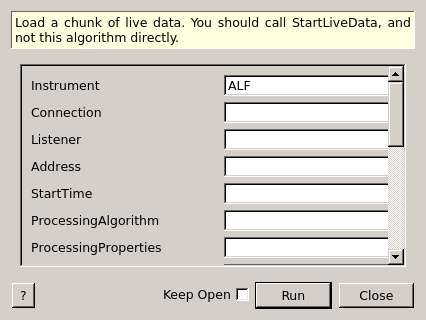 Load a chunk of live data. You should call StartLiveData, and
not this algorithm directly.
Instrument ALF
Connection
Listener
Address
StartTime
ProcessingAlgorithm
ProcessingProperties
? Keep Open Run Close